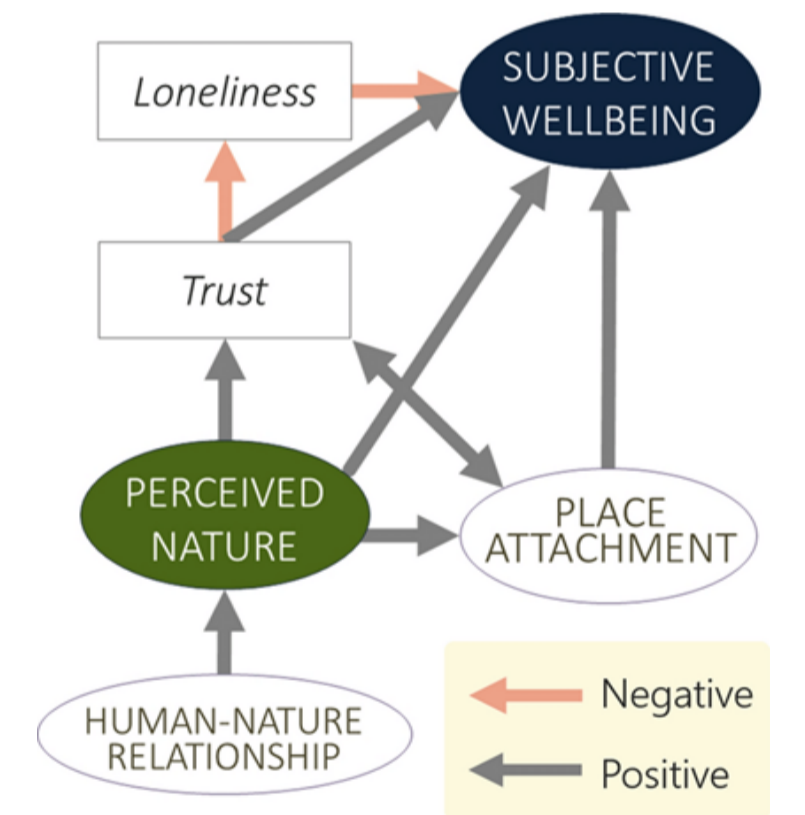 Loneliness
SUBJECTIVE
WELLBEING
Trust
PERCEIVED
NATURE
PLACE
ATTACHMENT
HUMAN-NATURE
RELATIONSHIP
Negative
Positive